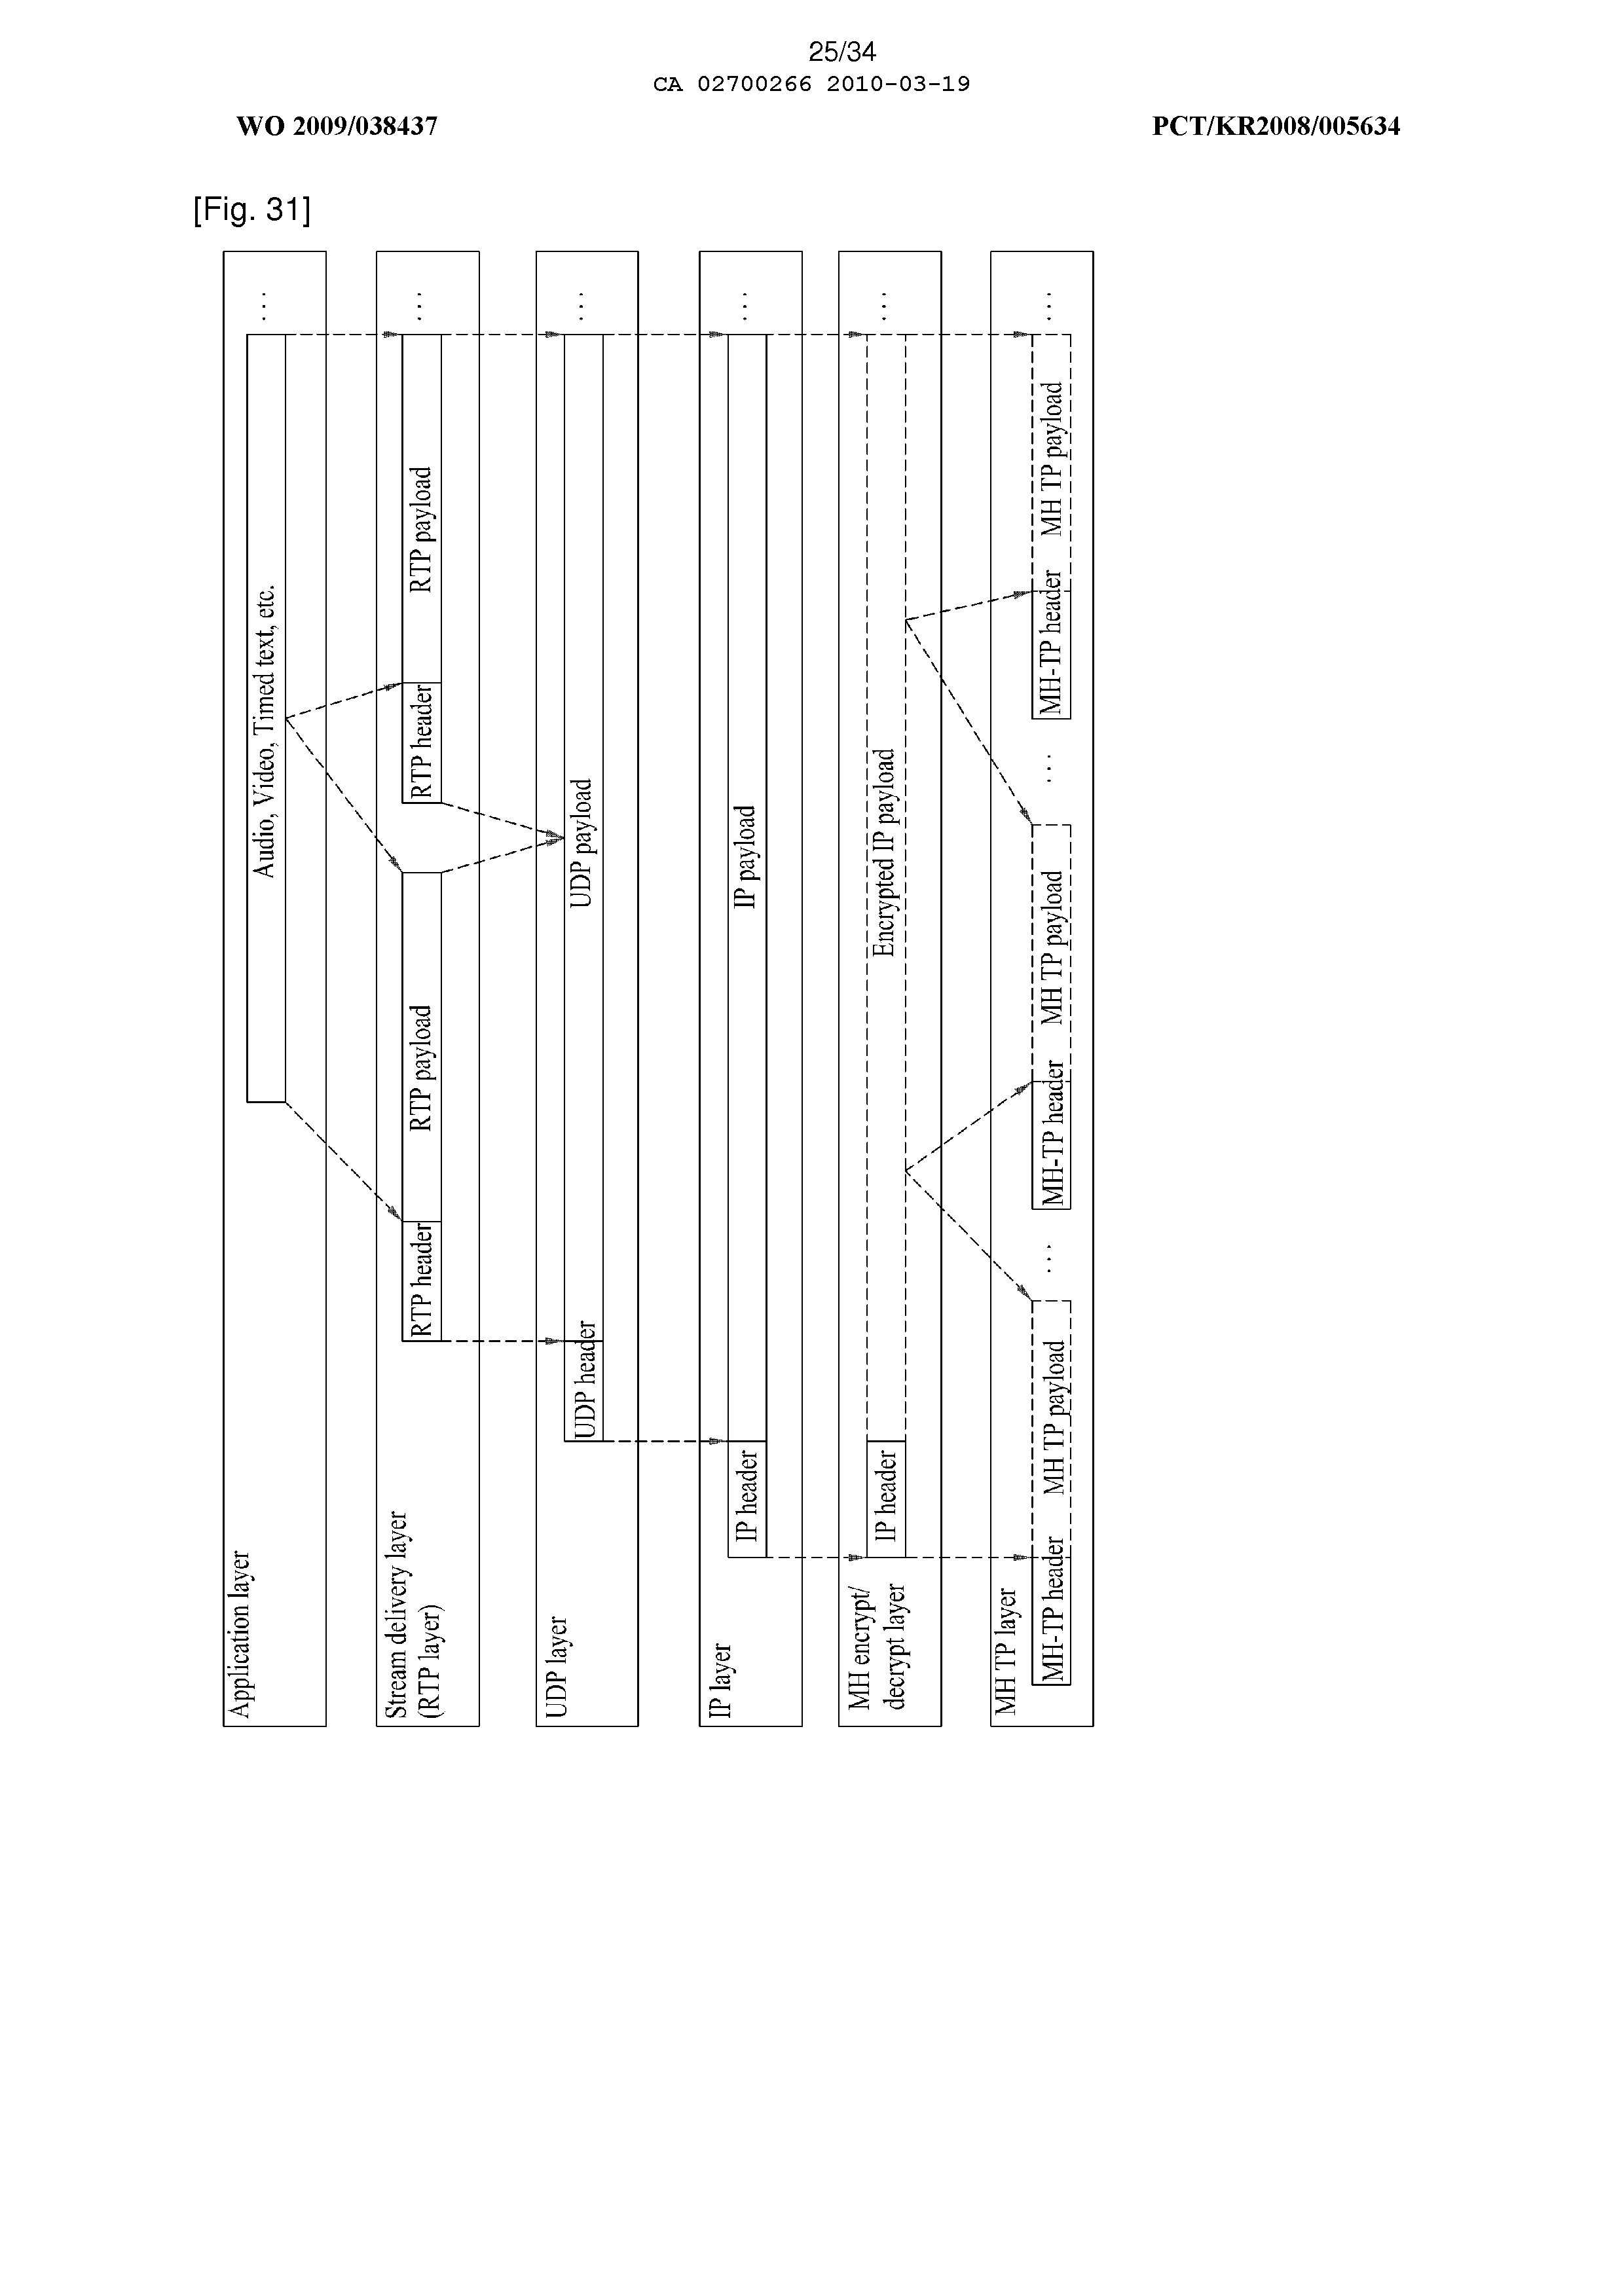 25/34
CA 02700266 2010-03-19
WO 2009/038437
PCT/KR2008/005634
[Fig. 31]
Application layer
Audio, Video, Timed text, etc.
...
Stream delivery layer
(RTP layer)
RTP header
RTP payload
RTP header
RTP payload
...
UDP layer
UDP header
UDP payload
...
IP layer
IP header
IP payload
...
MH encrypt/
decrypt layer
IP header
Encrypted IP payload
...
MH TP layer
MH-TP header
MH TP payload
...
MH-TP header
MH TP payload
...
MH-TP header
MH TP payload
...